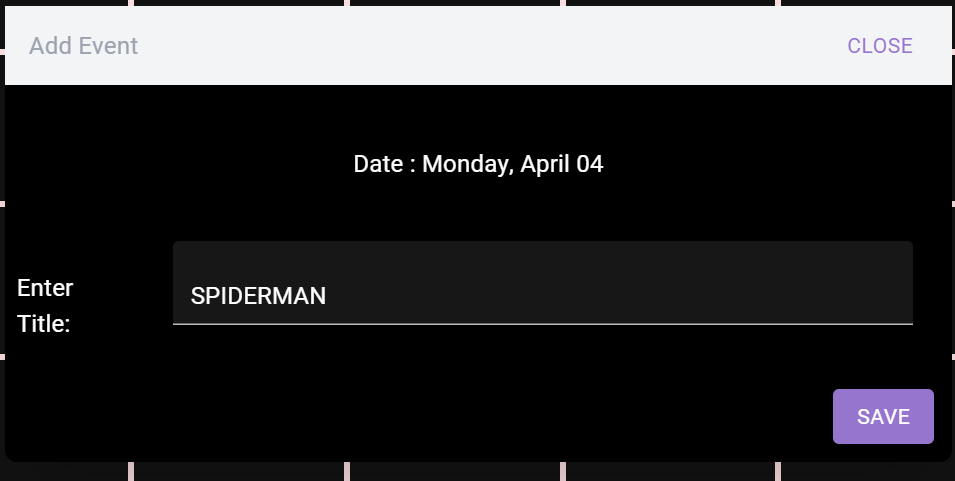 Add Event CLOSE
Date : Monday, April 04
Enter
Title:
SPIDERMAN
SAVE